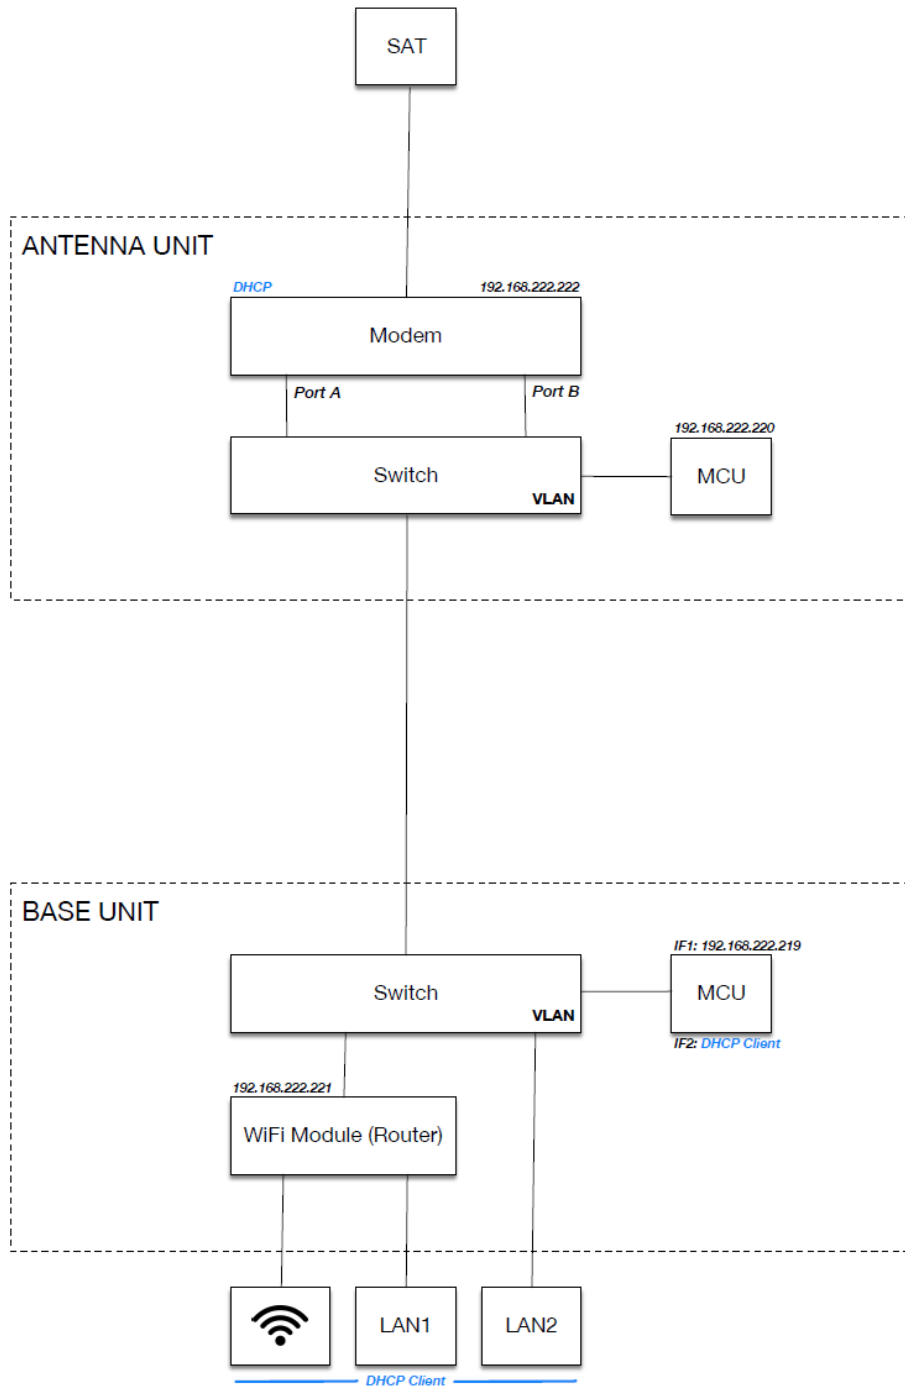 SAT
ANTENNA UNIT
DHCP
192.168.222.222
Modem
Port A
Port B
192.168.222.220
Switch
VLAN
MCU
BASE UNIT
IF1: 192.168.222.219
Switch
VLAN
MCU
IF2: DHCP Client
192.168.222.221
WiFi Module (Router)
LAN1
LAN2
DHCP Client